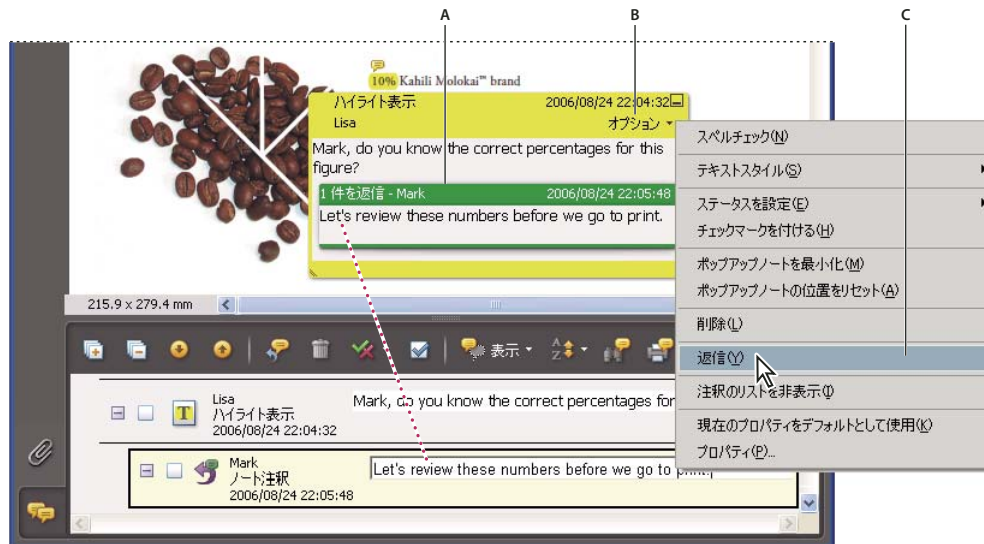 A
B
C
10% Kahili Molokai™ brand
ハイライト表示 2006/08/24 22:04:32
Lisa オプション
Mark, do you know the correct percentages for this
figure?
1 件を返信 - Mark 2006/08/24 22:05:48
Let's review these numbers before we go to print.
スペルチェック(N)
テキストスタイル(S)
ステータスを設定(E)
チェックマークを付ける(H)
ポップアップノートを最小化(M)
ポップアップノートの位置をリセット(A)
削除(L)
返信(Y)
注釈のリストを非表示(I)
現在のプロパティをデフォルトとして使用(K)
プロパティ(P)...
215.9 x 279.4 mm
表示
A
Z
T
Lisa
ハイライト表示
2006/08/24 22:04:32
Mark, do you know the correct percentages for
Mark
ノート注釈
2006/08/24 22:05:48
Let's review these numbers before we go to print.